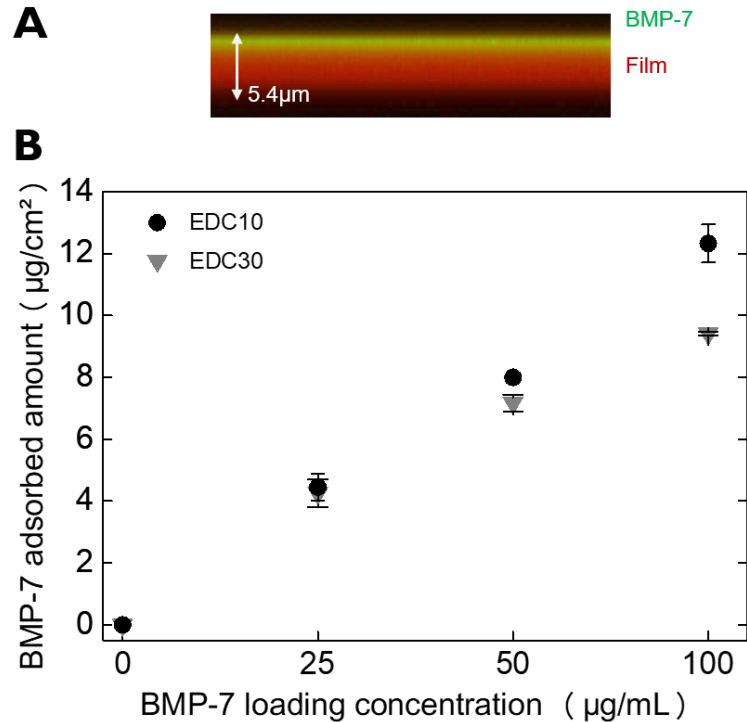 A
BMP-7
Film
5.4µm
B
BMP-7 adsorbed amount ( µg/cm²)
14
12
10
8
6
4
2
0
EDC10
EDC30
0 25 50 100
BMP-7 loading concentration ( µg/mL)